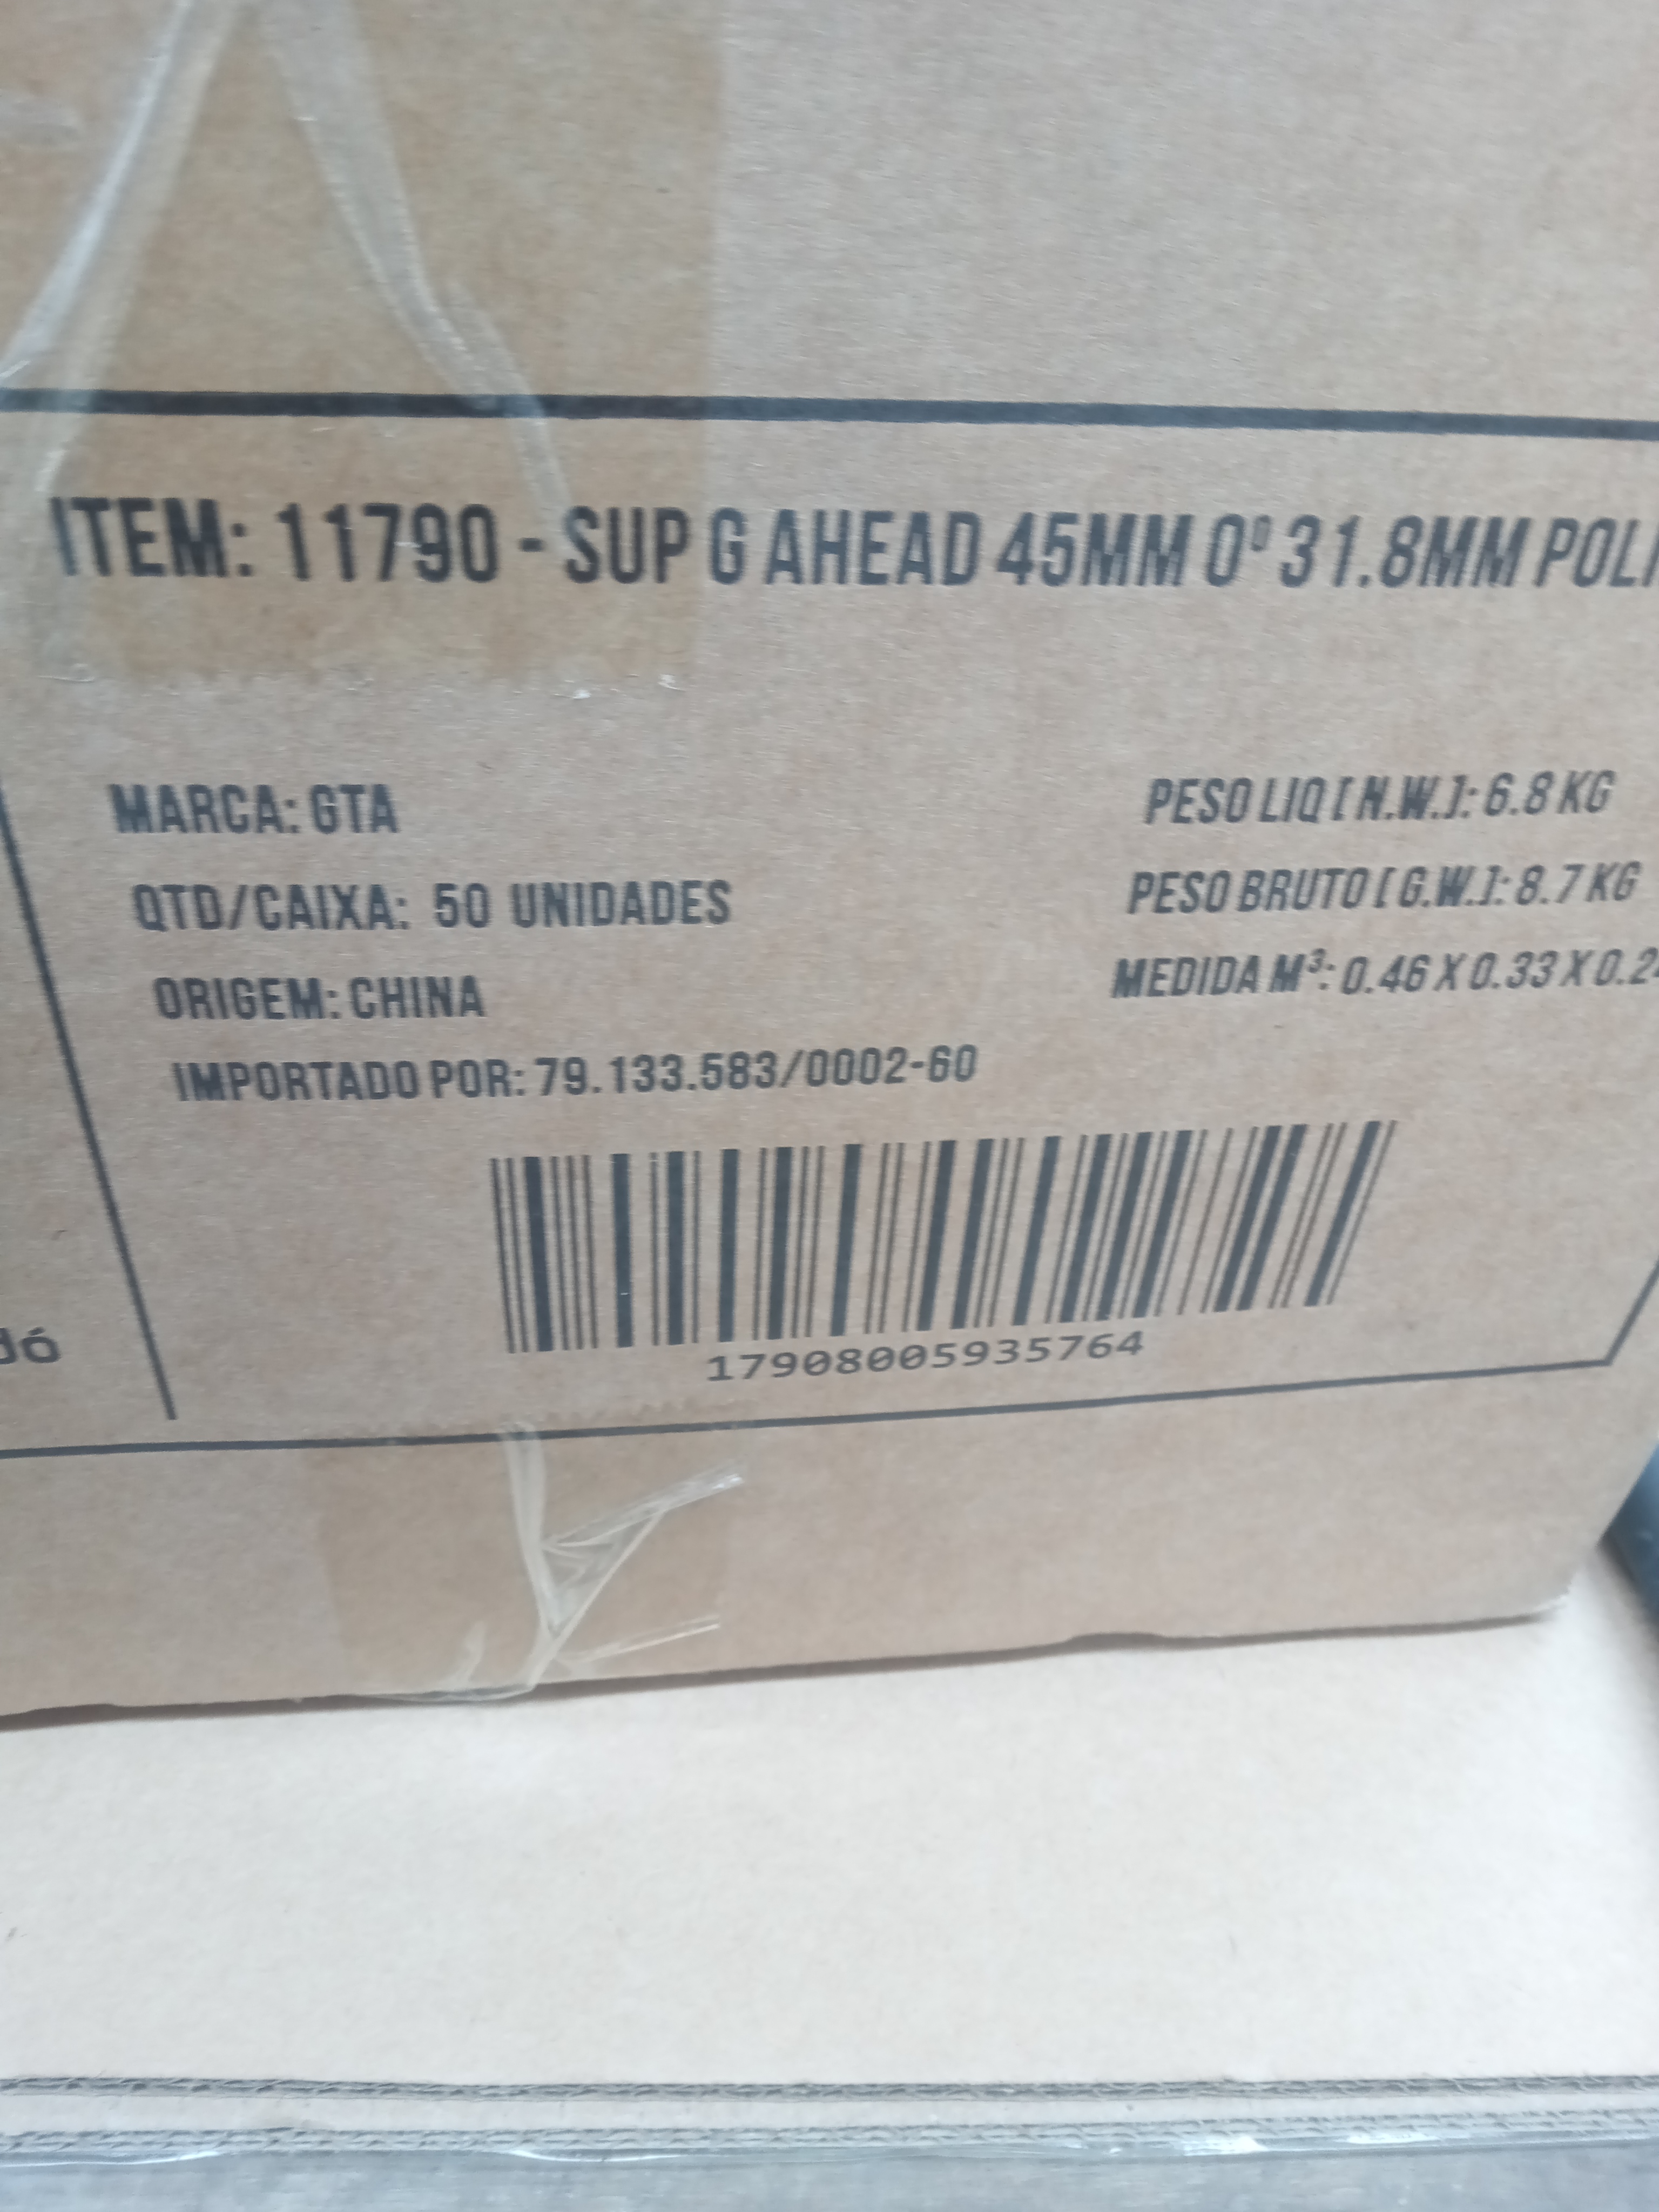 ITEM: 11790 - SUP G AHEAD 45MM 0º 31.8MM POLI
MARCA: GTA
QTD/CAIXA: 50 UNIDADES
ORIGEM: CHINA
IMPORTADO POR: 79.133.583/0002-60
PESO LIQ [ N.W.]: 6.8 KG
PESO BRUTO [ G.W.]: 8.7 KG
MEDIDA M³: 0.46 X 0.33 X 0.24
17908005935764
dó